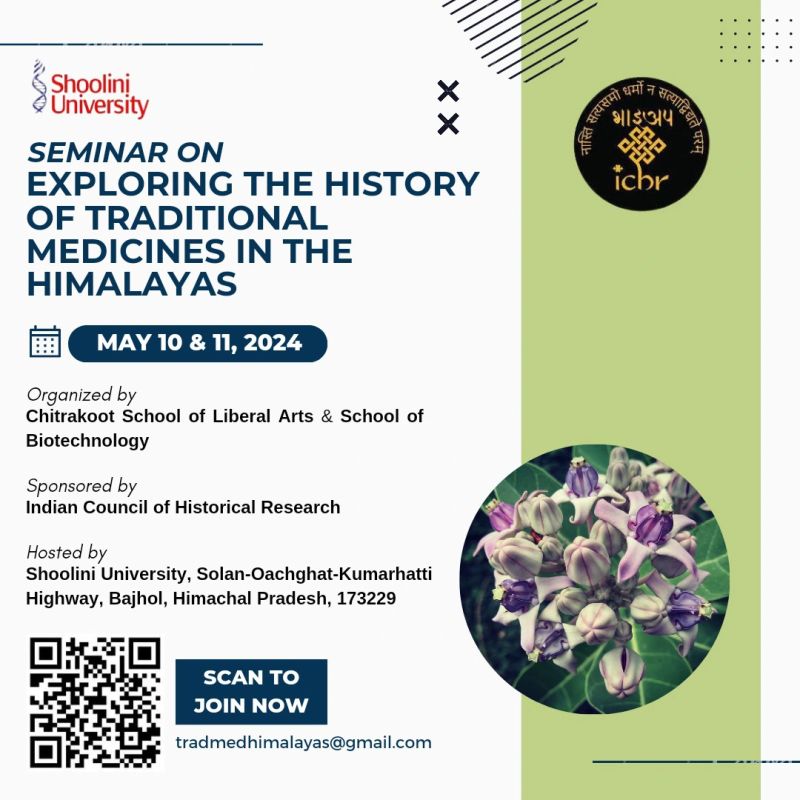 Shoolini
University
नास्ति सत्यसमो धर्मो न सत्याद्विद्यते परम्
भाइअप
ichr
SEMINAR ON
EXPLORING THE HISTORY
OF TRADITIONAL
MEDICINES IN THE
HIMALAYAS
MAY 10 & 11, 2024
Organized by
Chitrakoot School of Liberal Arts & School of
Biotechnology
Sponsored by
Indian Council of Historical Research
Hosted by
Shoolini University, Solan-Oachghat-Kumarhatti
Highway, Bajhol, Himachal Pradesh, 173229
SCAN TO
JOIN NOW
tradmedhimalayas@gmail.com